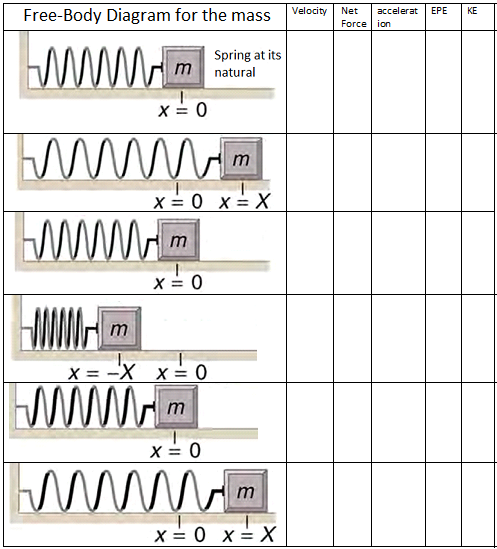 Free-Body Diagram for the mass
Velocity
Net
Force
accelerat
ion
EPE
KE
m
Spring at its
natural
x = 0
m
x = 0 x = X
m
x = 0
m
x = −X x = 0
m
x = 0
m
x = 0 x = X